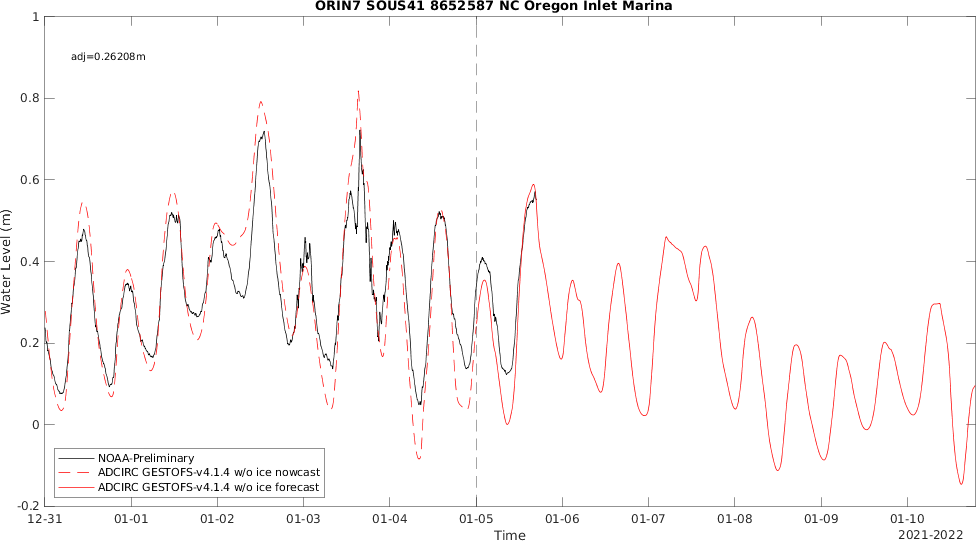 ORIN7 SOUS41 8652587 NC Oregon Inlet Marina
1
adj=0.26208m
0.8
0.6
0.4
0.2
0
-0.2
Water Level (m)
NOAA-Preliminary
ADCIRC GESTOFS-v4.1.4 w/o ice nowcast
ADCIRC GESTOFS-v4.1.4 w/o ice forecast
12-31 01-01 01-02 01-03 01-04 01-05 01-06 01-07 01-08 01-09 01-10
Time
2021-2022